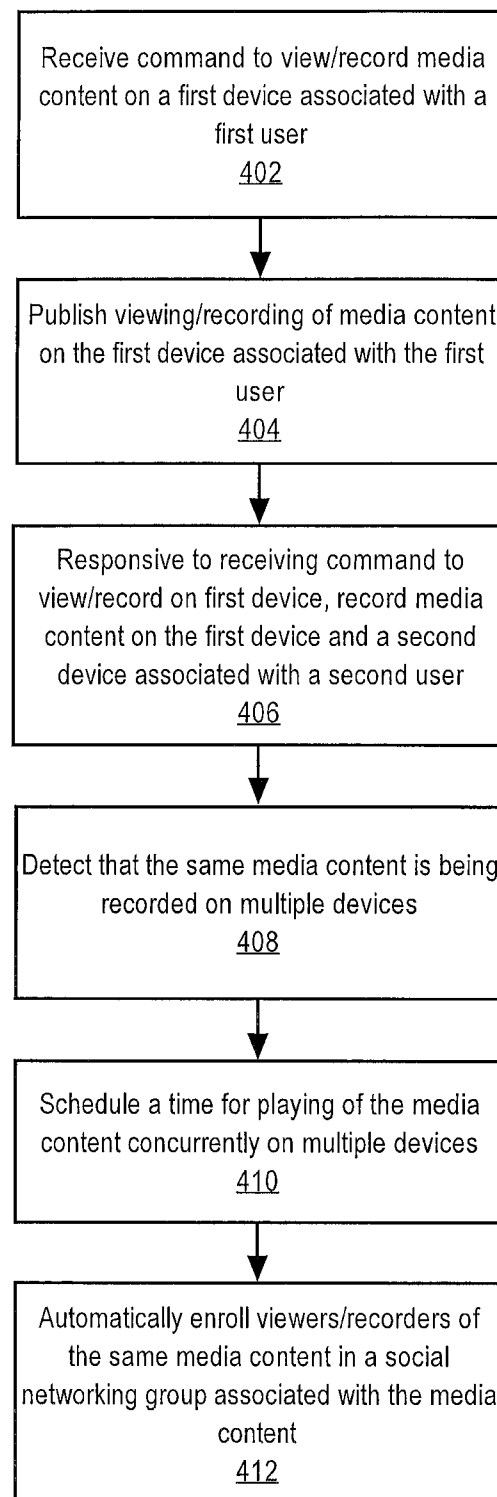 Receive command to view/record media
content on a first device associated with a
first user
402
Publish viewing/recording of media content
on the first device associated with the first
user
404
Responsive to receiving command to
view/record on first device, record media
content on the first device and a second
device associated with a second user
406
Detect that the same media content is being
recorded on multiple devices
408
Schedule a time for playing of the media
content concurrently on multiple devices
410
Automatically enroll viewers/recorders of
the same media content in a social
networking group associated with the media
content
412